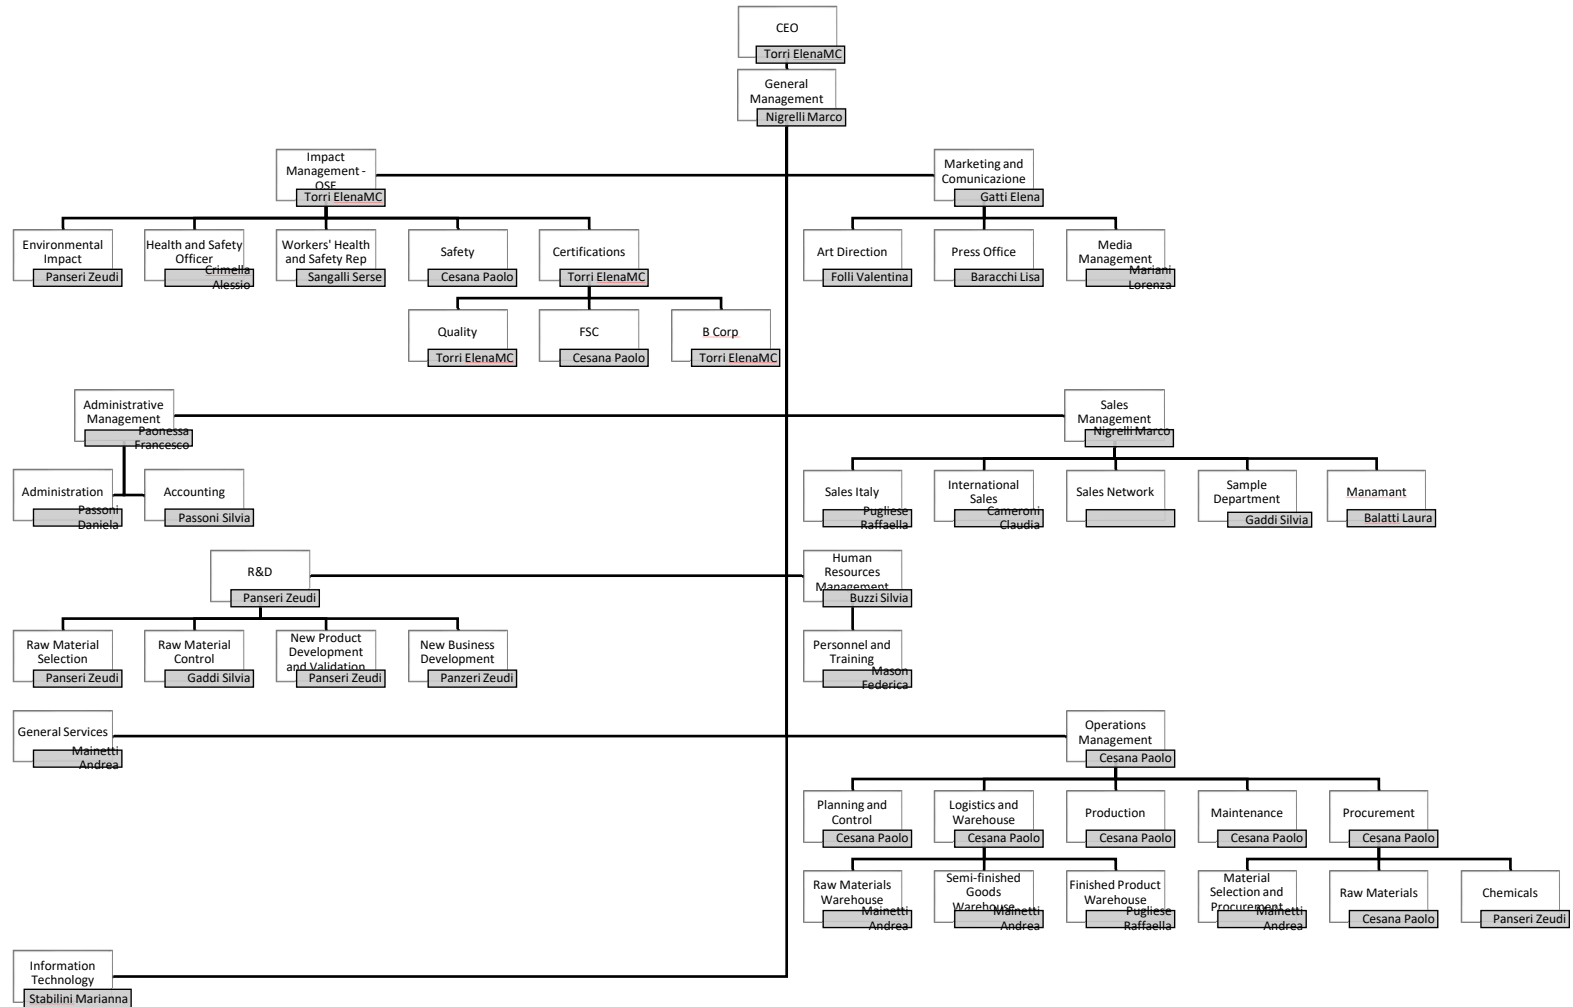 CEO
Torri ElenaMC
General
Management
Nigrelli Marco
Impact
Management -
QSE
Torri ElenaMC
Marketing and
Comunicazione
Gatti Elena
Environmental
Impact
Panseri Zeudi
Health and Safety
Officer
Crimella
Alessio
Workers' Health
and Safety Rep
Sangalli Serse
Safety
Cesana Paolo
Certifications
Torri ElenaMC
Art Direction
Folli Valentina
Press Office
Baracchi Lisa
Media
Management
Mariani
Lorenza
Quality
Torri ElenaMC
FSC
Cesana Paolo
B Corp
Torri ElenaMC
Administrative
Management
Paonessa
Francesco
Sales
Management
Nigrelli Marco
Administration
Passoni
Daniela
Accounting
Passoni Silvia
Sales Italy
Pugliese
Raffaella
International
Sales
Cameroni
Claudia
Sales Network
Sample
Department
Gaddi Silvia
Manamant
Balatti Laura
R&D
Panseri Zeudi
Human
Resources
Management
Buzzi Silvia
Raw Material
Selection
Panseri Zeudi
Raw Material
Control
Gaddi Silvia
New Product
Development
and Validation
Panseri Zeudi
New Business
Development
Panzeri Zeudi
Personnel and
Training
Mason
Federica
General Services
Mainetti
Andrea
Operations
Management
Cesana Paolo
Planning and
Control
Cesana Paolo
Logistics and
Warehouse
Cesana Paolo
Production
Cesana Paolo
Maintenance
Cesana Paolo
Procurement
Cesana Paolo
Raw Materials
Warehouse
Mainetti
Andrea
Semi-finished
Goods
Warehouse
Mainetti
Andrea
Finished Product
Warehouse
Pugliese
Raffaella
Material
Selection and
Procurement
Mainetti
Andrea
Raw Materials
Cesana Paolo
Chemicals
Panseri Zeudi
Information
Technology
Stabilini Marianna